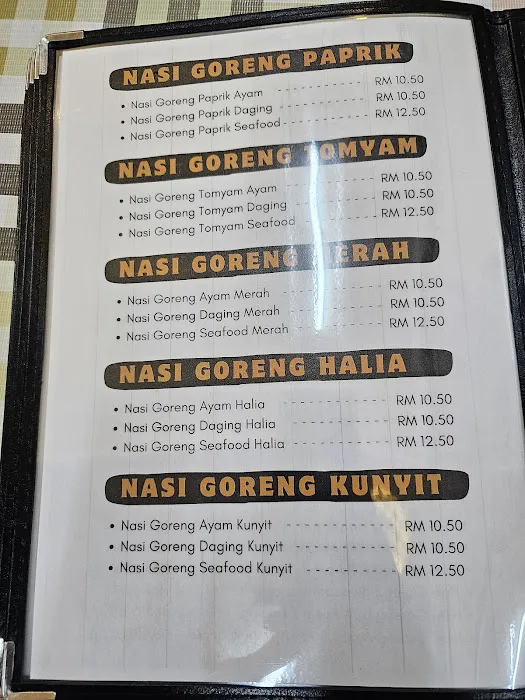 NASI GORENG PAPRIK
• Nasi Goreng Paprik Ayam - - - - - - - - - - - - RM 10.50
• Nasi Goreng Paprik Daging - - - - - - - - - - - - RM 10.50
• Nasi Goreng Paprik Seafood - - - - - - - - - - - - RM 12.50
NASI GORENG TOMYAM
• Nasi Goreng Tomyam Ayam - - - - - - - - - - - - RM 10.50
• Nasi Goreng Tomyam Daging - - - - - - - - - - - - RM 10.50
• Nasi Goreng Tomyam Seafood - - - - - - - - - - - - RM 12.50
NASI GORENG MERAH
• Nasi Goreng Ayam Merah - - - - - - - - - - - - RM 10.50
• Nasi Goreng Daging Merah - - - - - - - - - - - - RM 10.50
• Nasi Goreng Seafood Merah - - - - - - - - - - - - RM 12.50
NASI GORENG HALIA
• Nasi Goreng Ayam Halia - - - - - - - - - - - - RM 10.50
• Nasi Goreng Daging Halia - - - - - - - - - - - - RM 10.50
• Nasi Goreng Seafood Halia - - - - - - - - - - - - RM 12.50
NASI GORENG KUNYIT
• Nasi Goreng Ayam Kunyit - - - - - - - - - - - - RM 10.50
• Nasi Goreng Daging Kunyit - - - - - - - - - - - - RM 10.50
• Nasi Goreng Seafood Kunyit - - - - - - - - - - - - RM 12.50